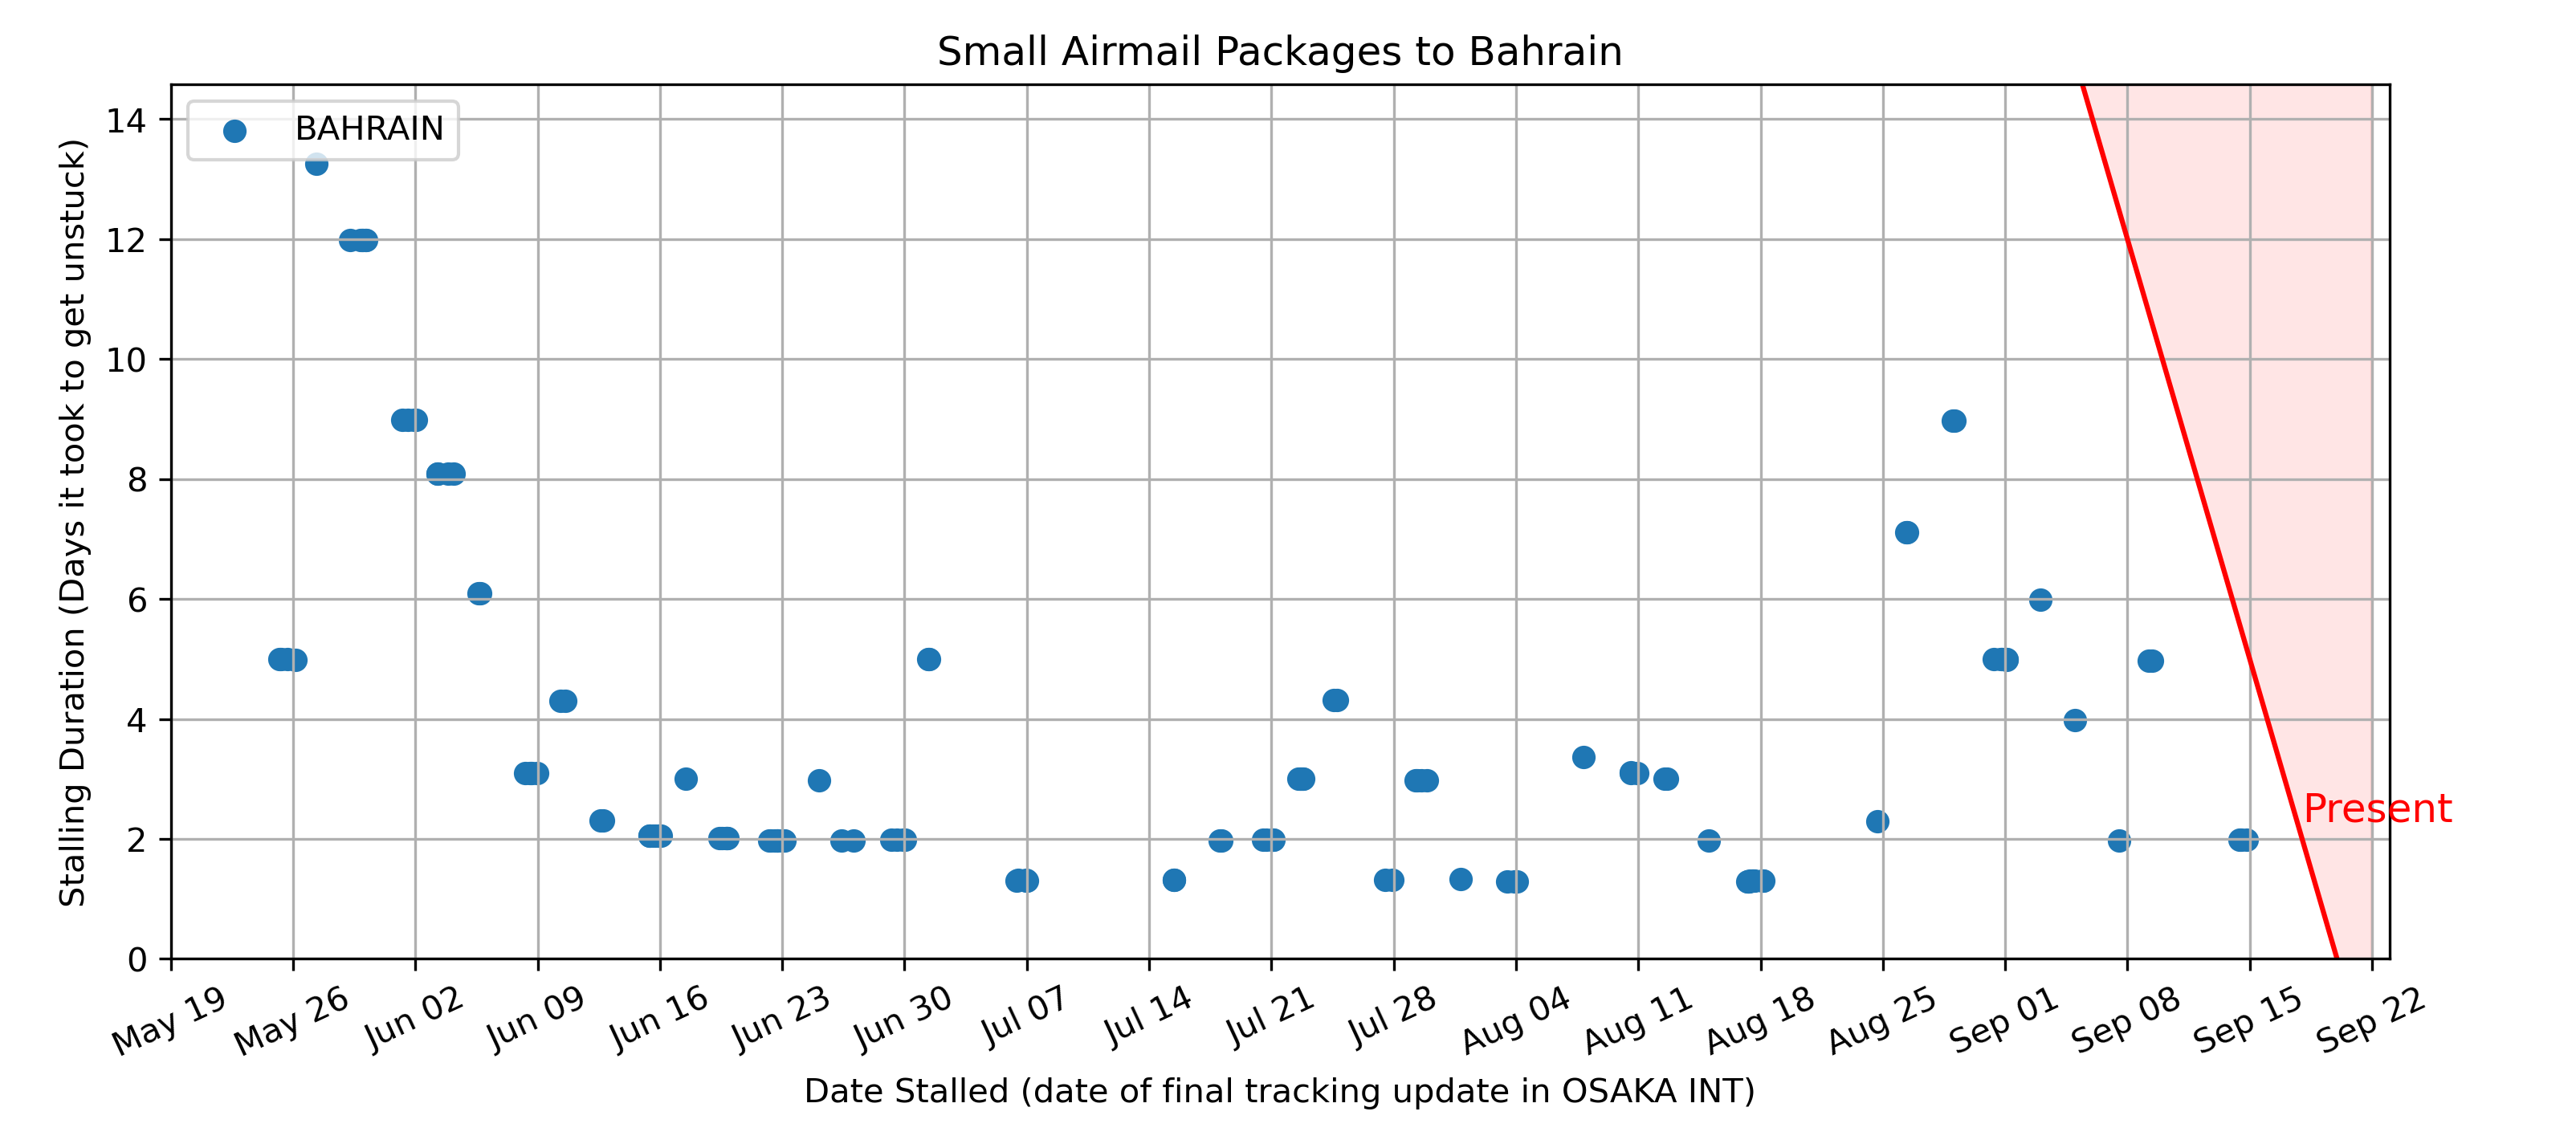 Small Airmail Packages to Bahrain
BAHRAIN
Stalling Duration (Days it took to get unstuck)
14
12
10
8
6
4
2
0
Present
May 19
May 26
Jun 02
Jun 09
Jun 16
Jun 23
Jun 30
Jul 07
Jul 14
Jul 21
Jul 28
Aug 04
Aug 11
Aug 18
Aug 25
Sep 01
Sep 08
Sep 15
Sep 22
Date Stalled (date of final tracking update in OSAKA INT)